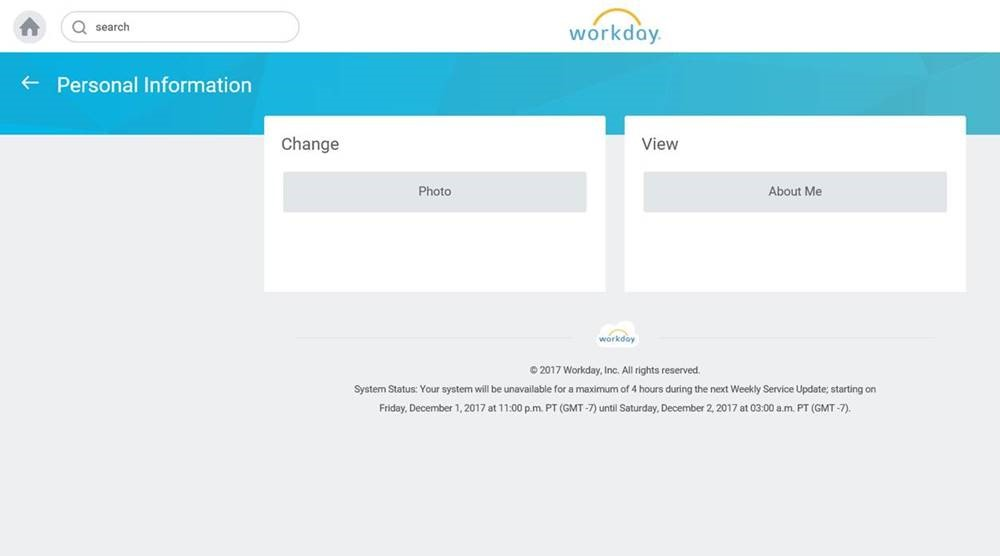 search
workday.
Personal Information
Change
View
Photo
About Me
workday
© 2017 Workday, Inc. All rights reserved.
System Status: Your system will be unavailable for a maximum of 4 hours during the next Weekly Service Update; starting on
Friday, December 1, 2017 at 11:00 p.m. PT (GMT -7) until Saturday, December 2, 2017 at 03:00 a.m. PT (GMT -7).